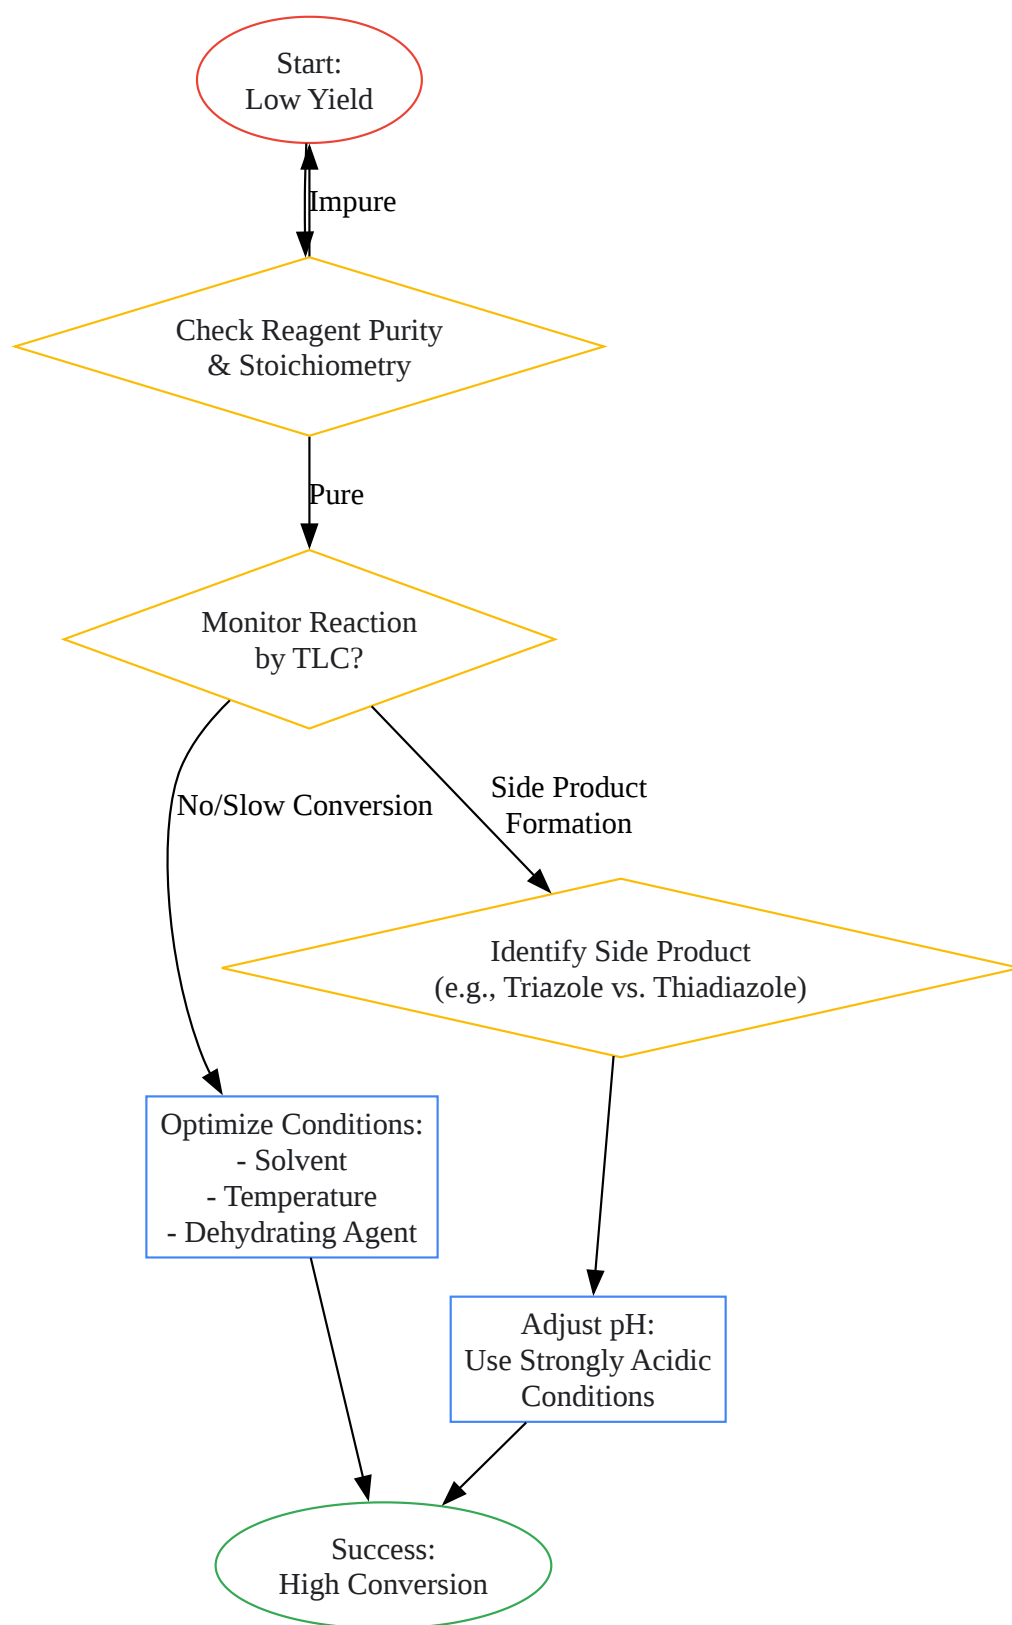 Start:
Low Yield
Impure
Check Reagent Purity
& Stoichiometry
Pure
Monitor Reaction
by TLC?
No/Slow Conversion
Side Product
Formation
Identify Side Product
(e.g., Triazole vs. Thiadiazole)
Optimize Conditions:
- Solvent
- Temperature
- Dehydrating Agent
Adjust pH:
Use Strongly Acidic
Conditions
Success:
High Conversion